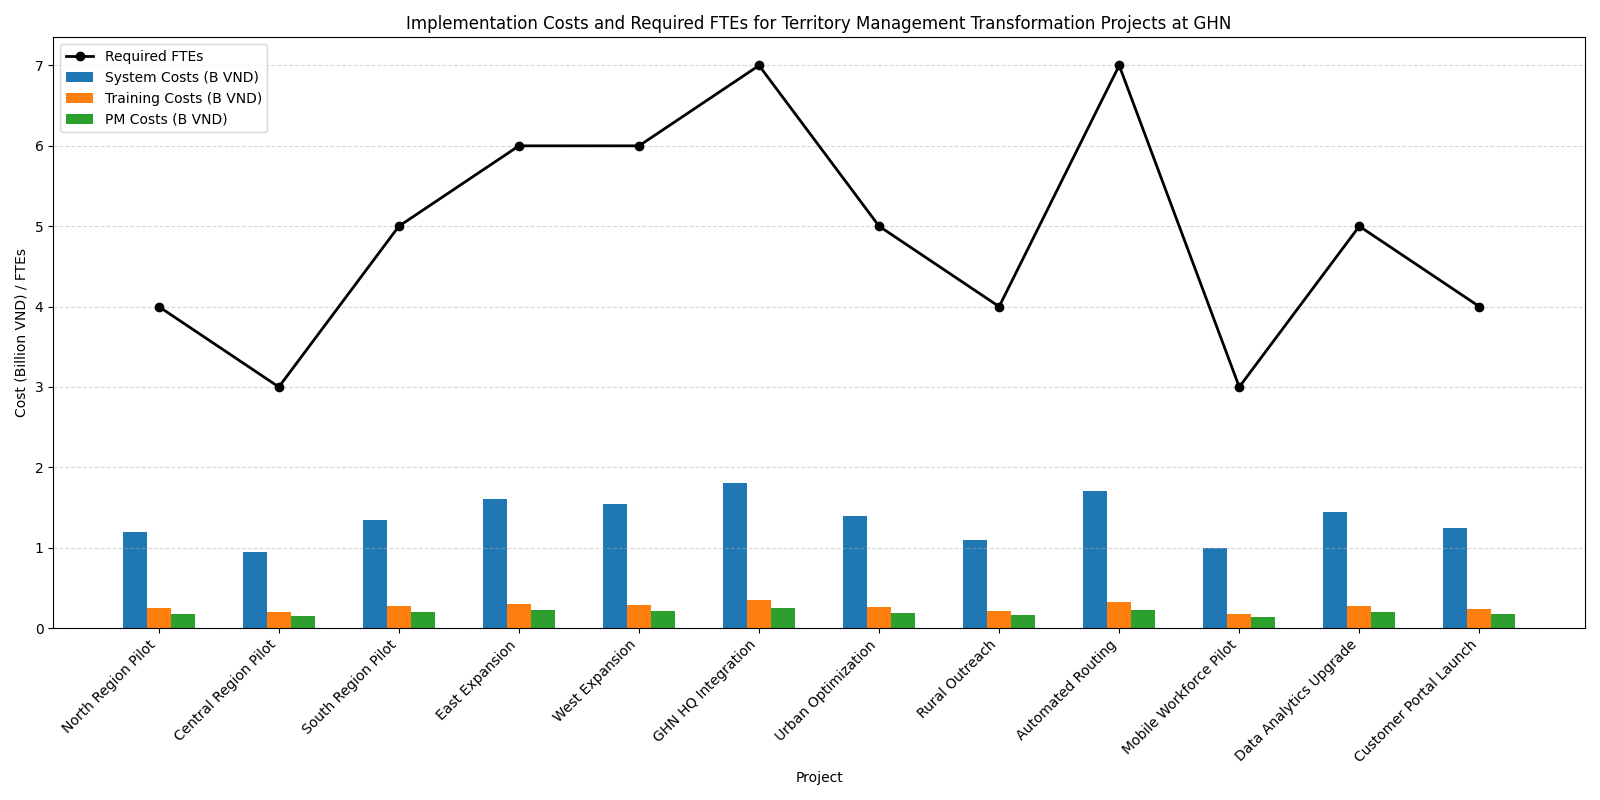 Implementation Costs and Required FTEs for Territory Management Transformation Projects at GHN
Required FTEs
System Costs (B VND)
Training Costs (B VND)
PM Costs (B VND)
Cost (Billion VND) / FTEs
7
6
5
4
3
2
1
0
North Region Pilot
Central Region Pilot
South Region Pilot
East Expansion
West Expansion
GHN HQ Integration
Urban Optimization
Rural Outreach
Automated Routing
Mobile Workforce Pilot
Data Analytics Upgrade
Customer Portal Launch
Project